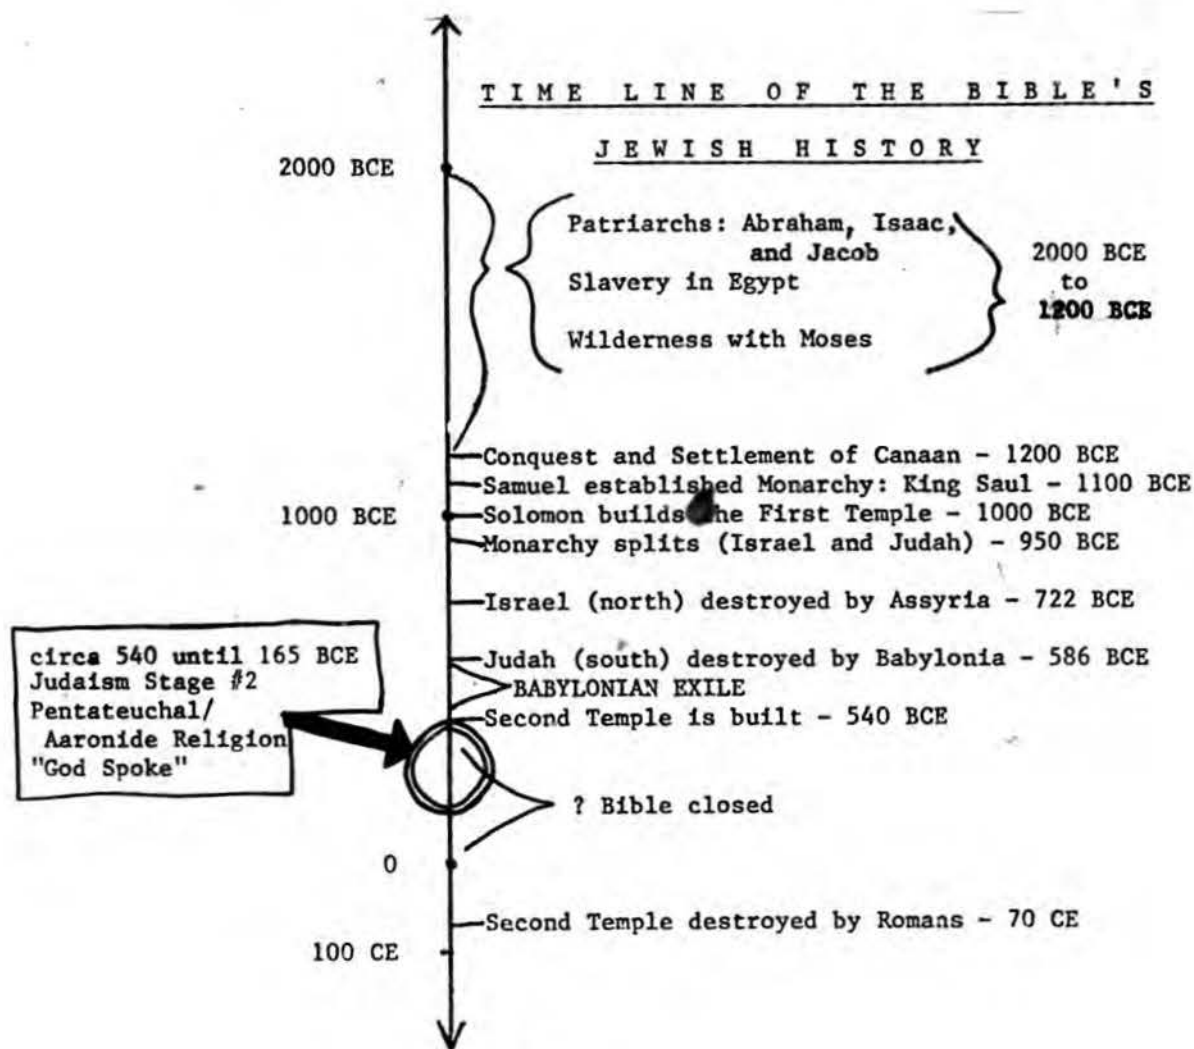 TIME LINE OF THE BIBLE'S
JEWISH HISTORY
2000 BCE
Patriarchs: Abraham, Isaac,
and Jacob
Slavery in Egypt
Wilderness with Moses
2000 BCE
to
1200 BCE
Conquest and Settlement of Canaan - 1200 BCE
Samuel established Monarchy: King Saul - 1100 BCE
1000 BCE
Solomon builds the First Temple - 1000 BCE
Monarchy splits (Israel and Judah) - 950 BCE
Israel (north) destroyed by Assyria - 722 BCE
Judah (south) destroyed by Babylonia - 586 BCE
BABYLONIAN EXILE
Second Temple is built - 540 BCE
circa 540 until 165 BCE
Judaism Stage #2
Pentateuchal/
Aaronide Religion
"God Spoke"
? Bible closed
0
Second Temple destroyed by Romans - 70 CE
100 CE